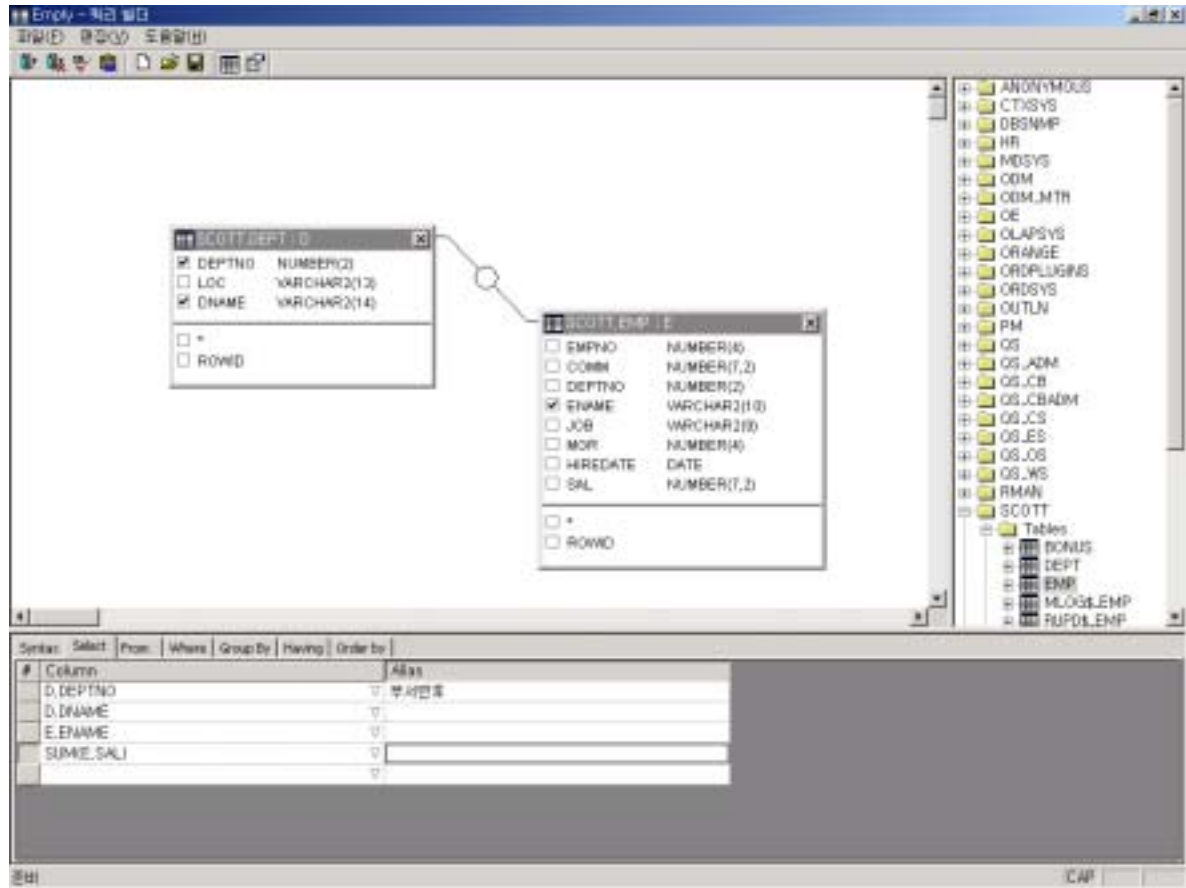 Empty - 쿼리 빌더
파일(F) 편집(V) 도움말(H)
SCOTT.DEPT : D
DEPTNO NUMBER(2)
LOC VARCHAR2(13)
DNAME VARCHAR2(14)
*
ROWID
SCOTT.EMP : E
EMPNO NUMBER(4)
COMM NUMBER(7,2)
DEPTNO NUMBER(2)
ENAME VARCHAR2(10)
JOB VARCHAR2(9)
MGR NUMBER(4)
HIREDATE DATE
SAL NUMBER(7,2)
*
ROWID
ANONYMOUS
CTXSYS
DBSNMP
HR
MDSYS
ODM
ODM_MTR
OE
OLAPSYS
ORANGE
ORDPLUGINS
ORDSYS
OUTLN
PM
QS
QS_ADM
QS_CB
QS_CBADM
QS_CS
QS_ES
QS_OS
QS_WS
RMAN
SCOTT
Tables
BONUS
DEPT
EMP
MLOG$_EMP
RUPD$_EMP
Syntax Select From Where Group By Having Order by
# Column Alias
D.DEPTNO 부서번호
D.DNAME
E.ENAME
SUM(E.SAL)
준비 CAP